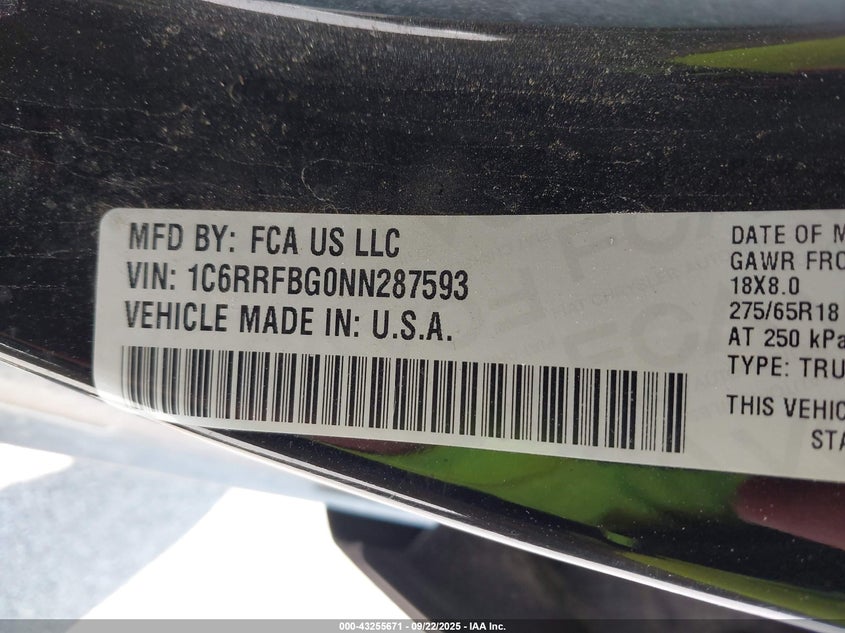 MFD BY: FCA US LLC
VIN: 1C6RRFBG0NN287593
VEHICLE MADE IN: U.S.A.
DATE OF M
GAWR FRO
18X8.0
275/65R18
AT 250 kPa
TYPE: TRU
THIS VEHIC
STA
000-43255671 - 09/22/2025 - IAA Inc.